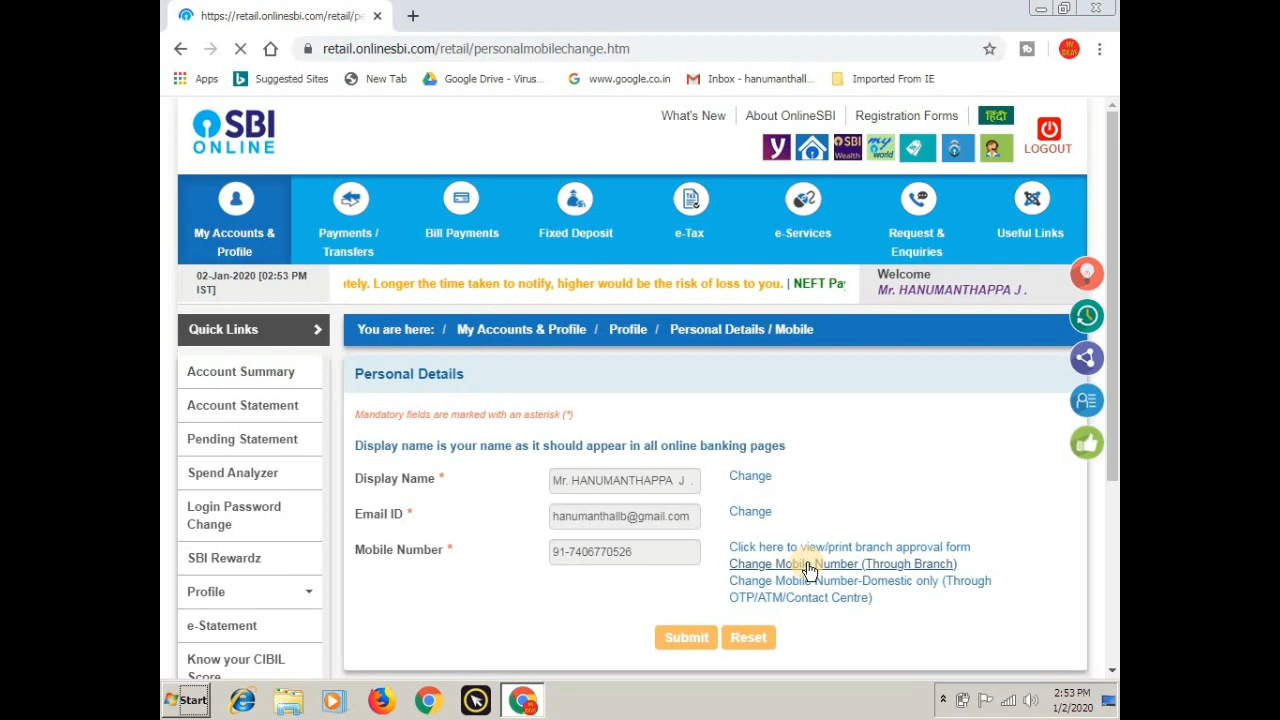 https://retail.onlinesbi.com/retail/pe
retail.onlinesbi.com/retail/personalmobilechange.htm
Apps Suggested Sites New Tab Google Drive - Virus... www.google.co.in Inbox - hanumanthall... Imported From IE
SBI ONLINE
What's New About OnlineSBI Registration Forms हिंदी
SBI Wealth my world LOGOUT
My Accounts & Profile
Payments / Transfers
Bill Payments
Fixed Deposit
e-Tax
e-Services
Request & Enquiries
Useful Links
02-Jan-2020 [02:53 PM IST]
itely. Longer the time taken to notify, higher would be the risk of loss to you. | NEFT Pay
Welcome
Mr. HANUMANTHAPPA J .
Quick Links
You are here: / My Accounts & Profile / Profile / Personal Details / Mobile
Account Summary
Account Statement
Pending Statement
Spend Analyzer
Login Password
Change
SBI Rewardz
Profile
e-Statement
Know your CIBIL
Score
Personal Details
Mandatory fields are marked with an asterisk (*)
Display name is your name as it should appear in all online banking pages
Display Name * Mr. HANUMANTHAPPA J . Change
Email ID * hanumanthallb@gmail.com Change
Mobile Number * 91-7406770526
Click here to view/print branch approval form
Change Mobile Number (Through Branch)
Change Mobile Number-Domestic only (Through
OTP/ATM/Contact Centre)
Submit Reset
Start
2:53 PM
1/2/2020